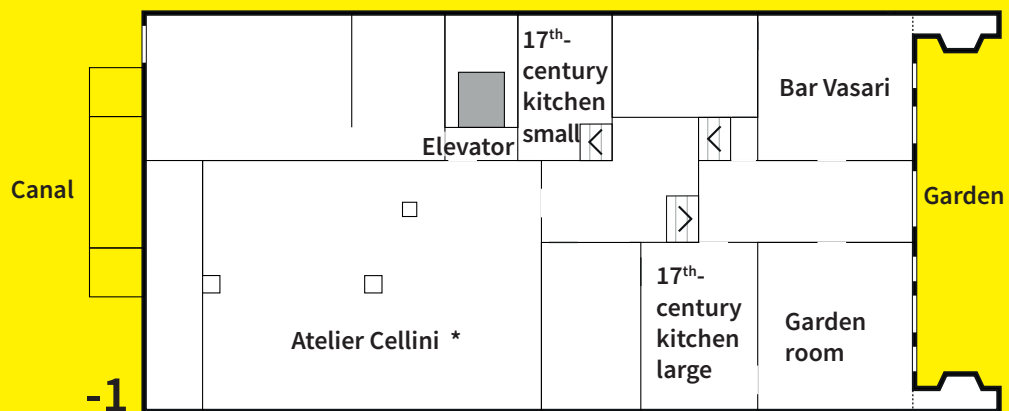 17th-
century
kitchen
small
Bar Vasari
Elevator
Canal
Garden
17th-
century
kitchen
large
Garden
room
Atelier Cellini *
-1